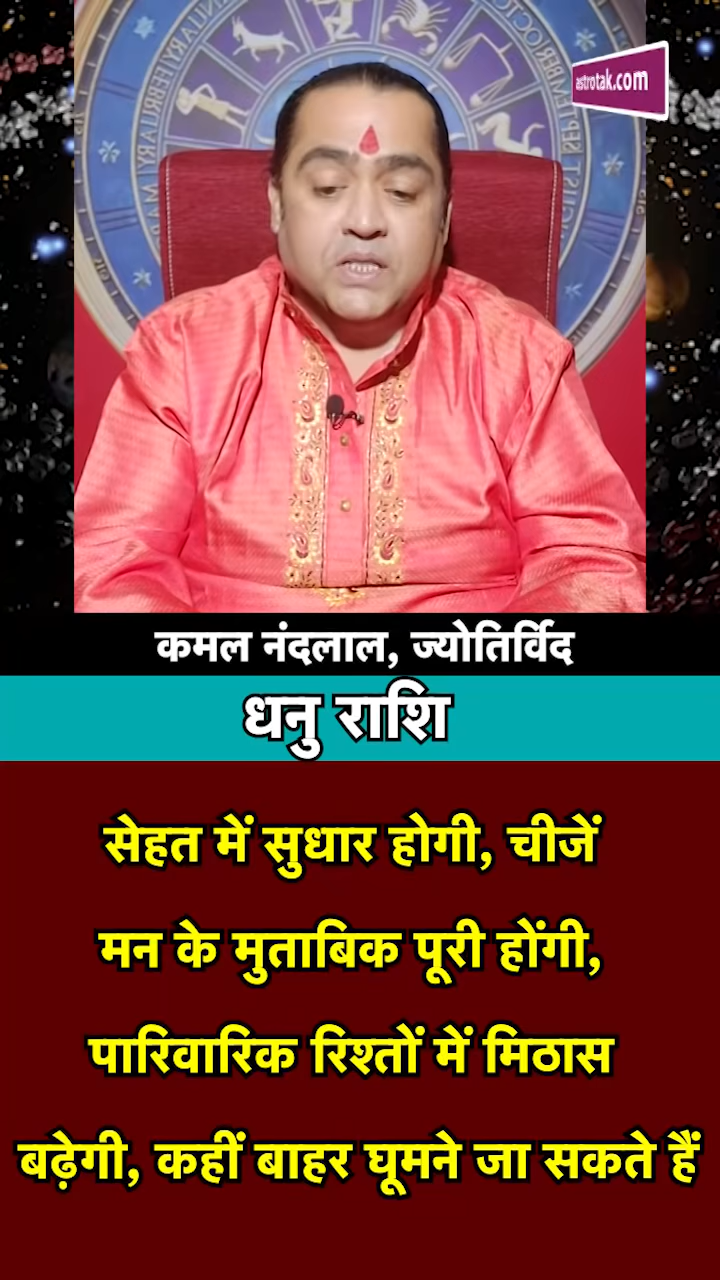 astrotak.com
कमल नंदलाल, ज्योतिर्विद
धनु राशि
सेहत में सुधार होगी, चीजें
मन के मुताबिक पूरी होंगी,
पारिवारिक रिश्तों में मिठास
बढ़ेगी, कहीं बाहर घूमने जा सकते हैं